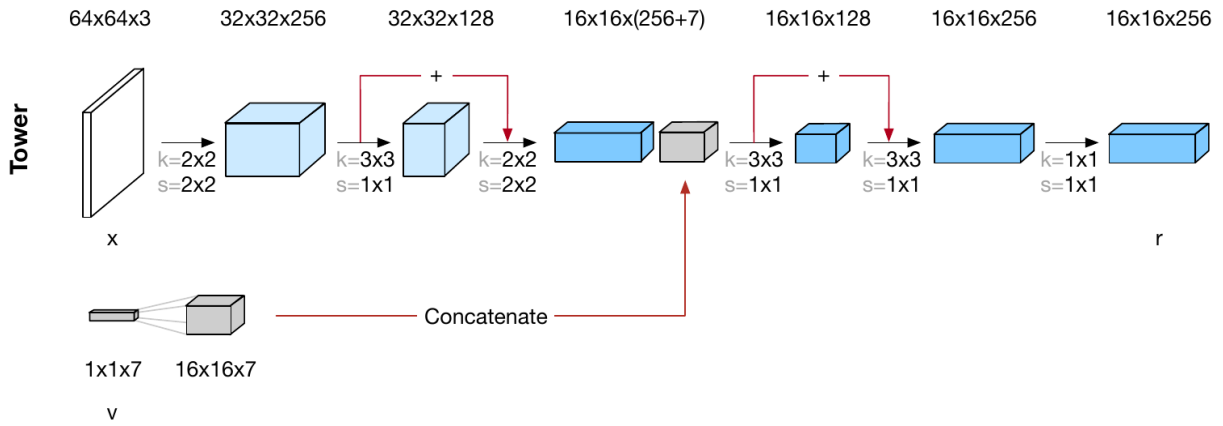 64x64x3 32x32x256 32x32x128 16x16x(256+7) 16x16x128 16x16x256 16x16x256
+ +
Tower
k=2x2 k=3x3 k=2x2 k=3x3 k=3x3 k=1x1
s=2x2 s=1x1 s=2x2 s=1x1 s=1x1 s=1x1
x r
Concatenate
1x1x7 16x16x7
v